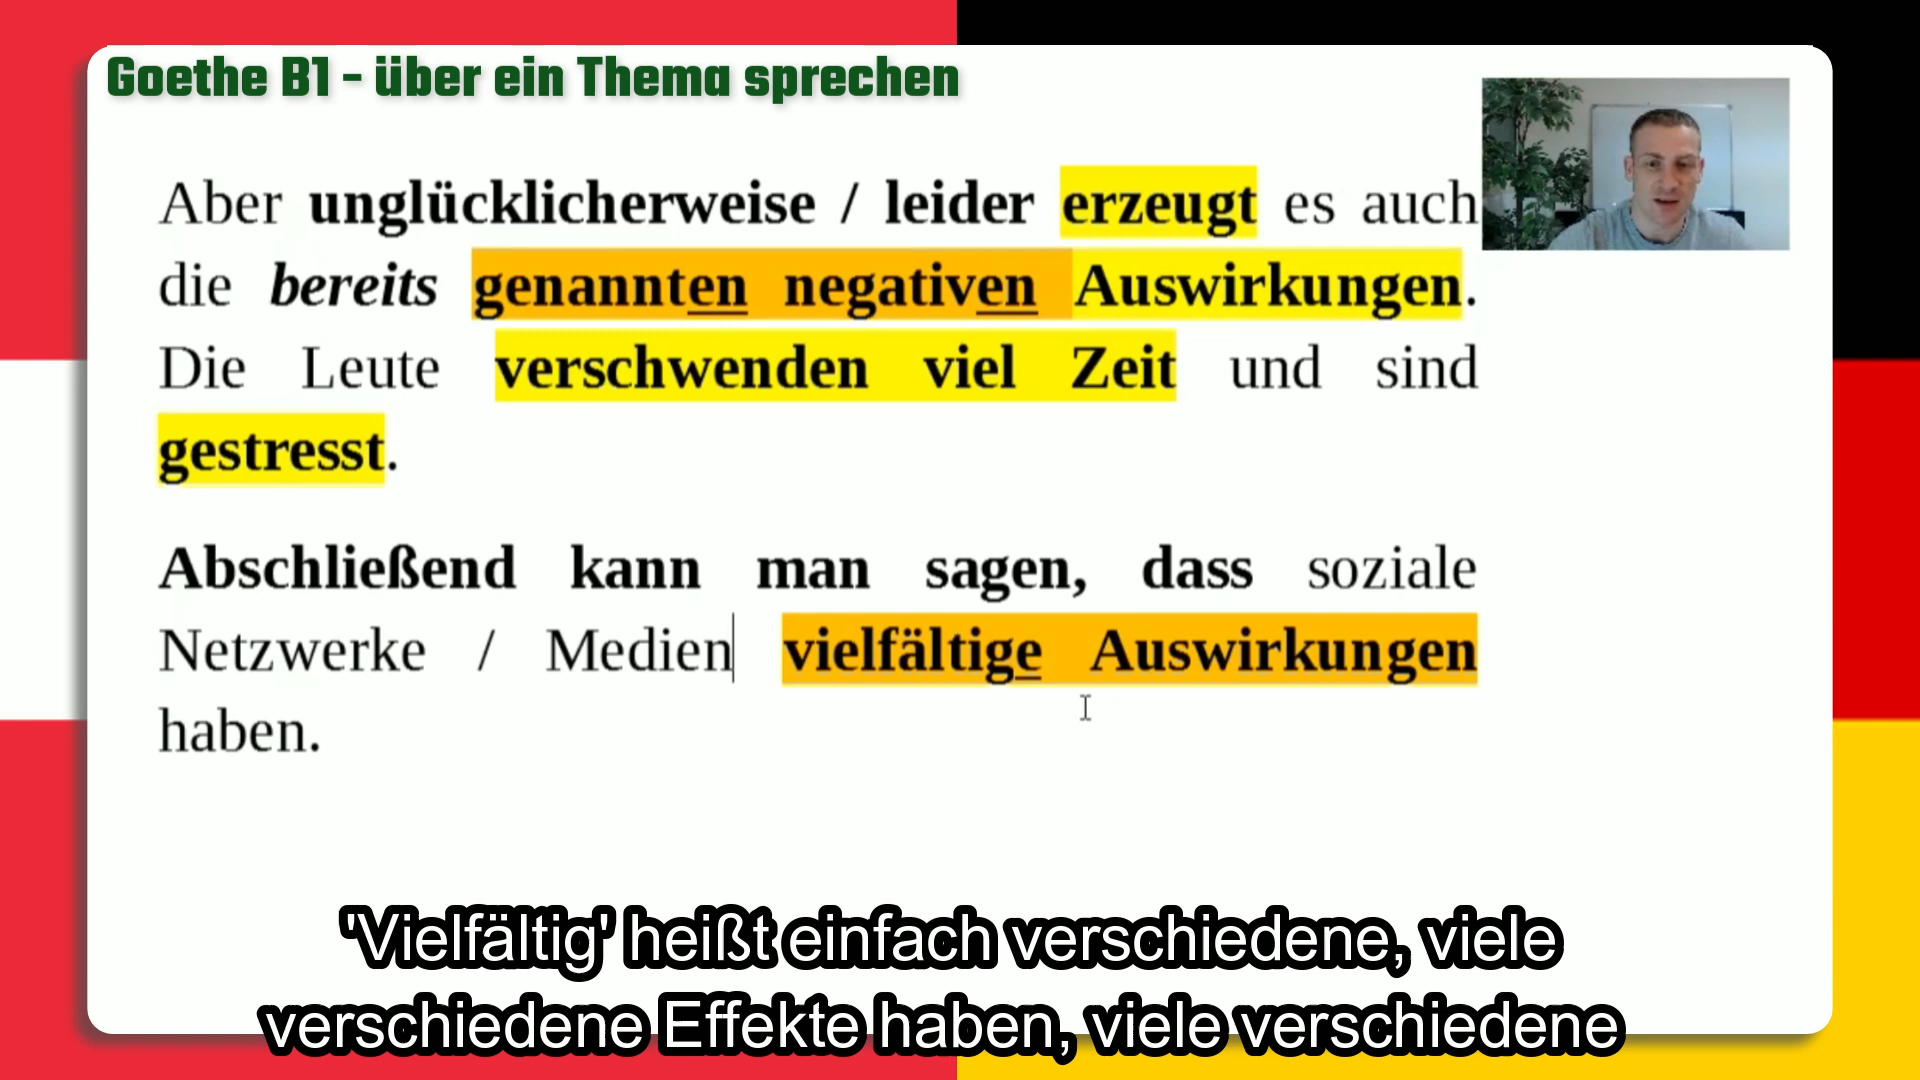 Goethe B1 - über ein Thema sprechen
Aber unglücklicherweise / leider erzeugt es auch
die bereits genannten negativen Auswirkungen.
Die Leute verschwenden viel Zeit und sind
gestresst.
Abschließend kann man sagen, dass soziale
Netzwerke / Medien vielfältige Auswirkungen
haben.
'Vielfältig' heißt einfach verschiedene, viele
verschiedene Effekte haben, viele verschiedene